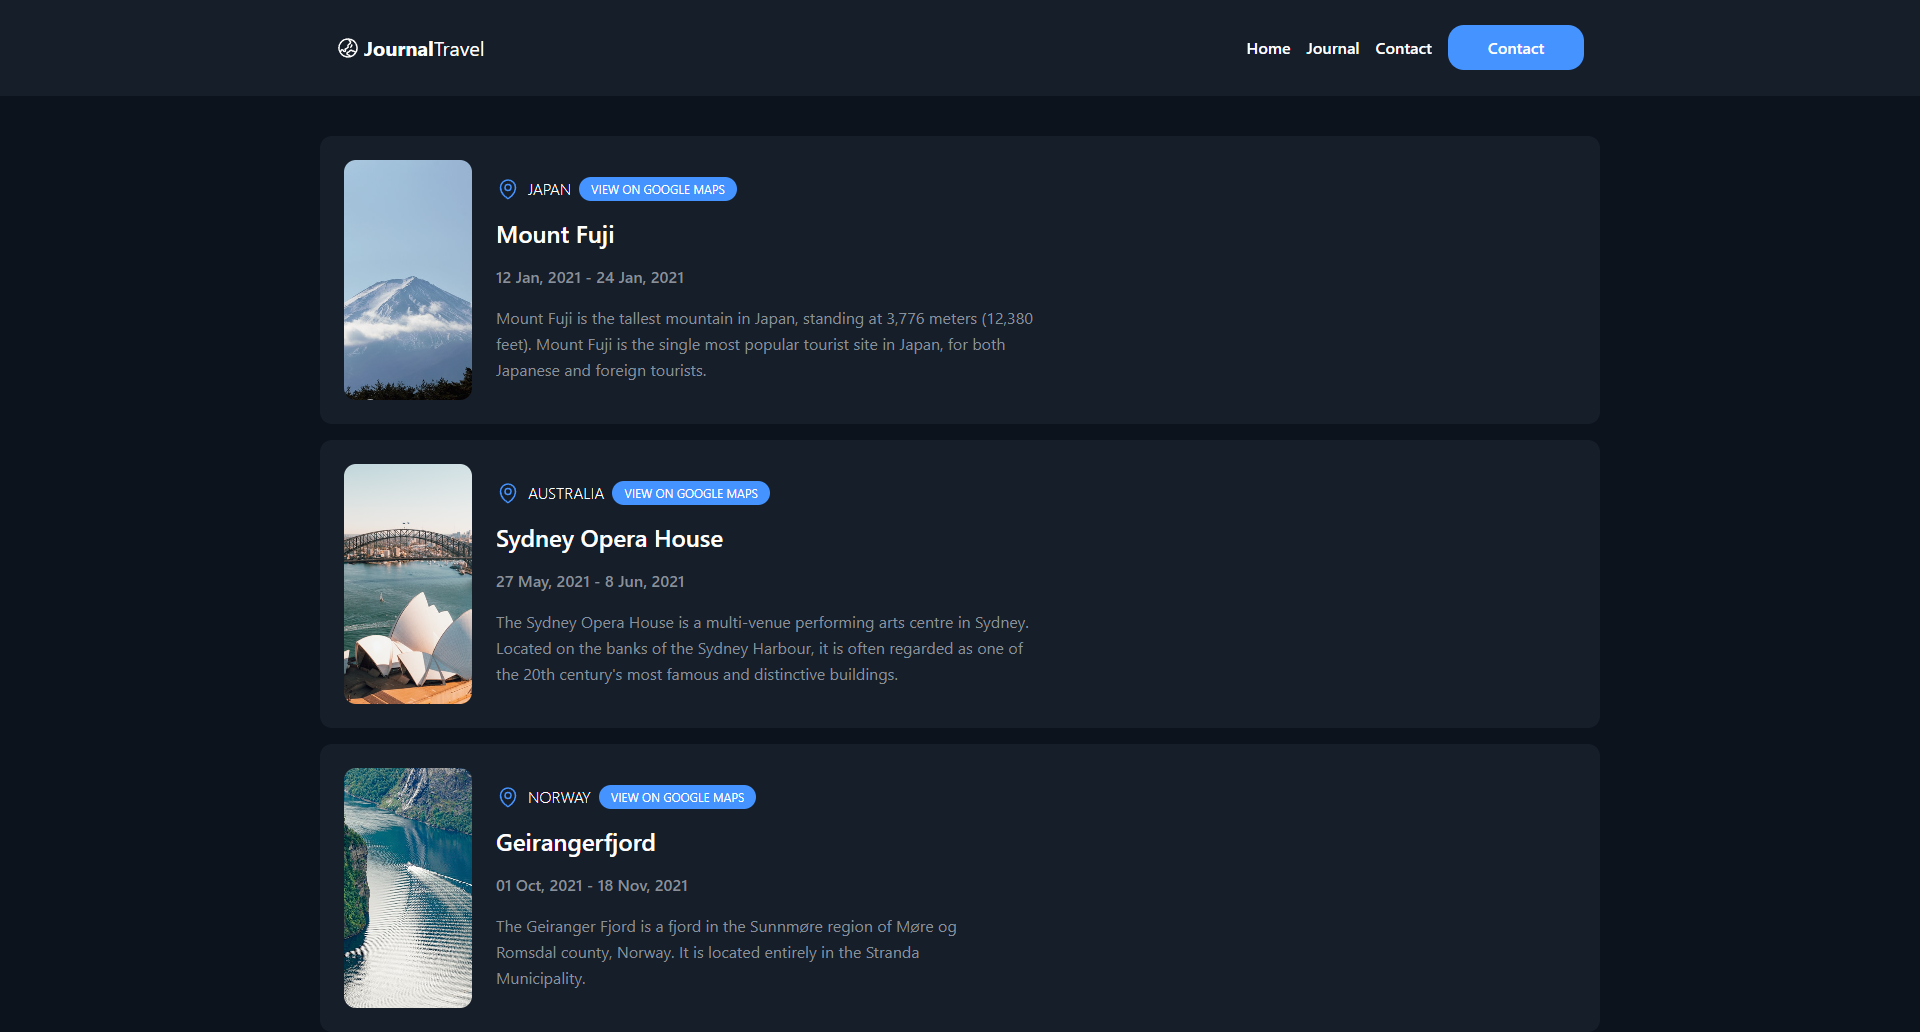 JournalTravel
Home Journal Contact Contact
JAPAN VIEW ON GOOGLE MAPS
Mount Fuji
12 Jan, 2021 - 24 Jan, 2021
Mount Fuji is the tallest mountain in Japan, standing at 3,776 meters (12,380
feet). Mount Fuji is the single most popular tourist site in Japan, for both
Japanese and foreign tourists.
AUSTRALIA VIEW ON GOOGLE MAPS
Sydney Opera House
27 May, 2021 - 8 Jun, 2021
The Sydney Opera House is a multi-venue performing arts centre in Sydney.
Located on the banks of the Sydney Harbour, it is often regarded as one of
the 20th century's most famous and distinctive buildings.
NORWAY VIEW ON GOOGLE MAPS
Geirangerfjord
01 Oct, 2021 - 18 Nov, 2021
The Geiranger Fjord is a fjord in the Sunnmøre region of Møre og
Romsdal county, Norway. It is located entirely in the Stranda
Municipality.